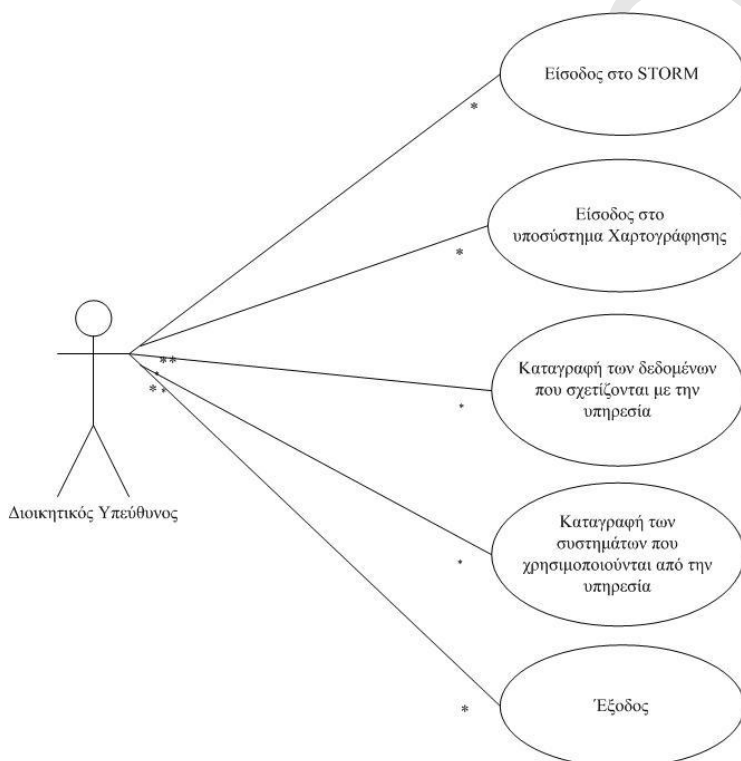 Είσοδος στο STORM
*
Είσοδος στο
υποσύστημα Χαρτογράφησης
*
**
* *
Καταγραφή των δεδομένων
που σχετίζονται με την
υπηρεσία
*
Διοικητικός Υπεύθυνος
Καταγραφή των
συστημάτων που
χρησιμοποιούνται από την
υπηρεσία
*
Έξοδος
*